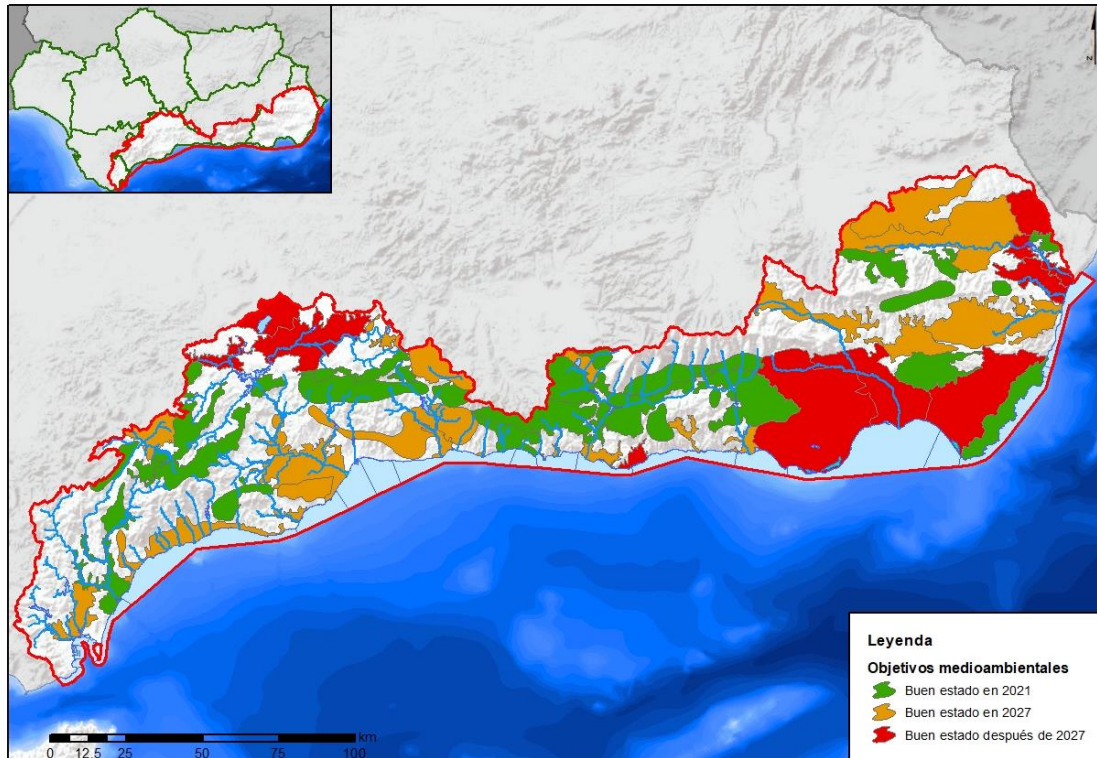 N
Leyenda
Objetivos medioambientales
Buen estado en 2021
Buen estado en 2027
Buen estado después de 2027
km
0 12.5 25 50 75 100